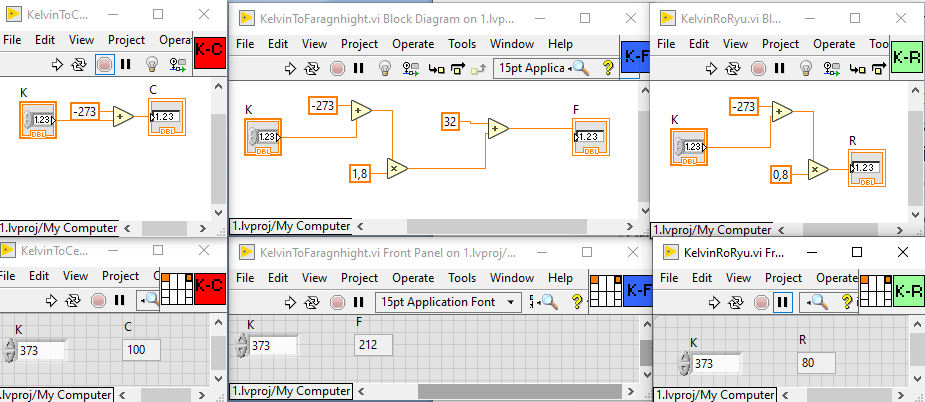 KelvinToC...
File Edit View Project Opera
K-C
K
C
-273
1.23
DBL
1.23
DBL
1.lvproj/My Computer
KelvinToFaragnhight.vi Block Diagram on 1.lvp...
File Edit View Project Operate Tools Window Help
15pt Applica
K-F
K
F
-273
32
1,8
1.23
DBL
1.23
DBL
1.lvproj/My Computer
KelvinRoRyu.vi Bl...
File Edit View Project Operate Too
K-R
K
R
-273
0,8
1.23
DBL
1.23
DBL
1.lvproj/My Computer
KelvinToCe...
File Edit View Project
K-C
K
C
373
100
1.lvproj/My Computer
KelvinToFaragnhight.vi Front Panel on 1.lvproj/...
File Edit View Project Operate Tools Window Help
15pt Application Font
K-F
K
F
373
212
1.lvproj/My Computer
KelvinRoRyu.vi Fr...
File Edit View Project Operate
K-R
K
R
373
80
1.lvproj/My Computer